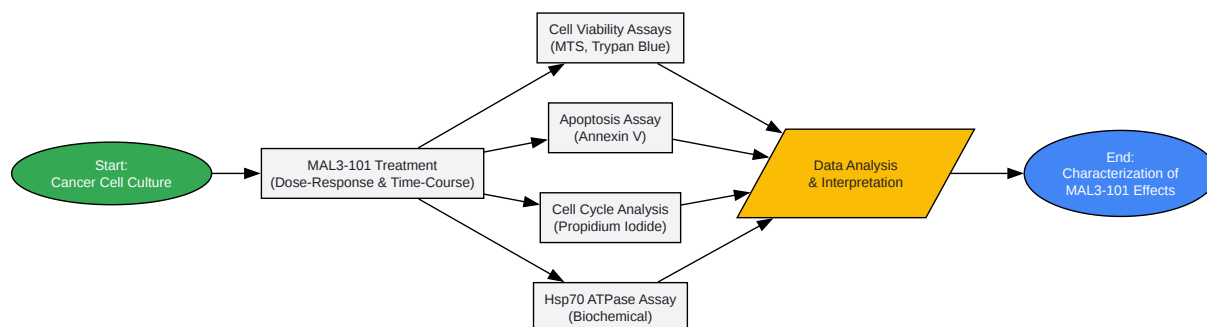 Start:
Cancer Cell Culture
MAL3-101 Treatment
(Dose-Response & Time-Course)
Cell Viability Assays
(MTS, Trypan Blue)
Apoptosis Assay
(Annexin V)
Cell Cycle Analysis
(Propidium Iodide)
Hsp70 ATPase Assay
(Biochemical)
Data Analysis
& Interpretation
End:
Characterization of
MAL3-101 Effects